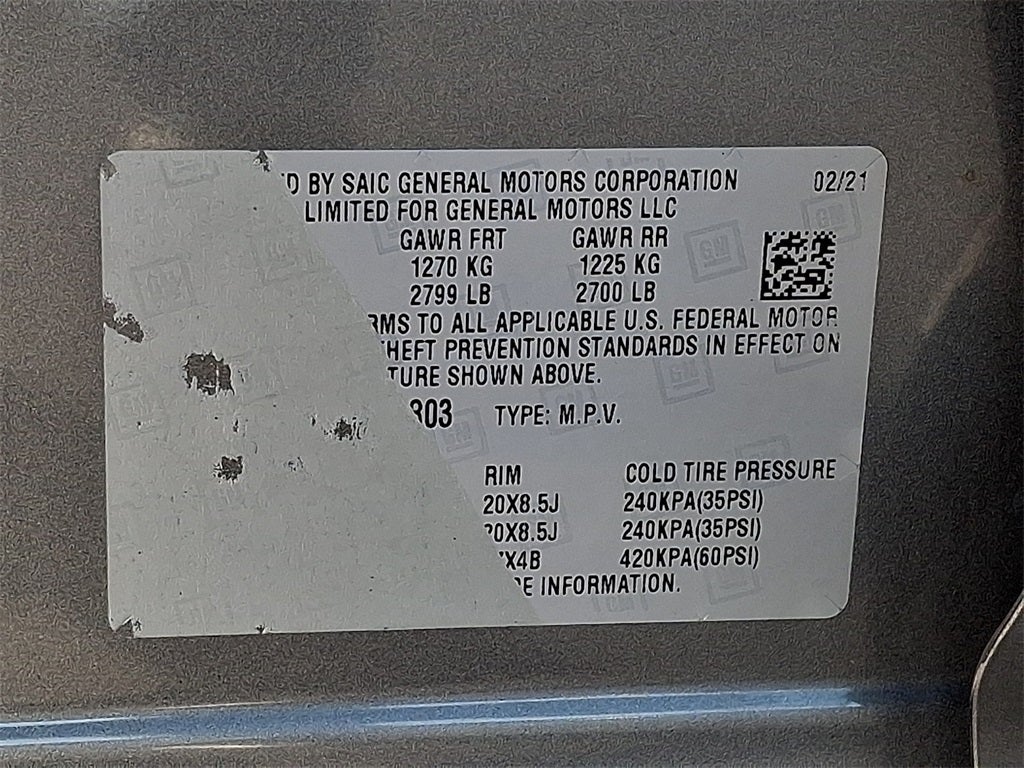 D BY SAIC GENERAL MOTORS CORPORATION 02/21
LIMITED FOR GENERAL MOTORS LLC
GAWR FRT GAWR RR
1270 KG 1225 KG
2799 LB 2700 LB
RMS TO ALL APPLICABLE U.S. FEDERAL MOTOR
HEFT PREVENTION STANDARDS IN EFFECT ON
TURE SHOWN ABOVE.
803 TYPE: M.P.V.
RIM COLD TIRE PRESSURE
20X8.5J 240KPA(35PSI)
20X8.5J 240KPA(35PSI)
X4B 420KPA(60PSI)
E INFORMATION.